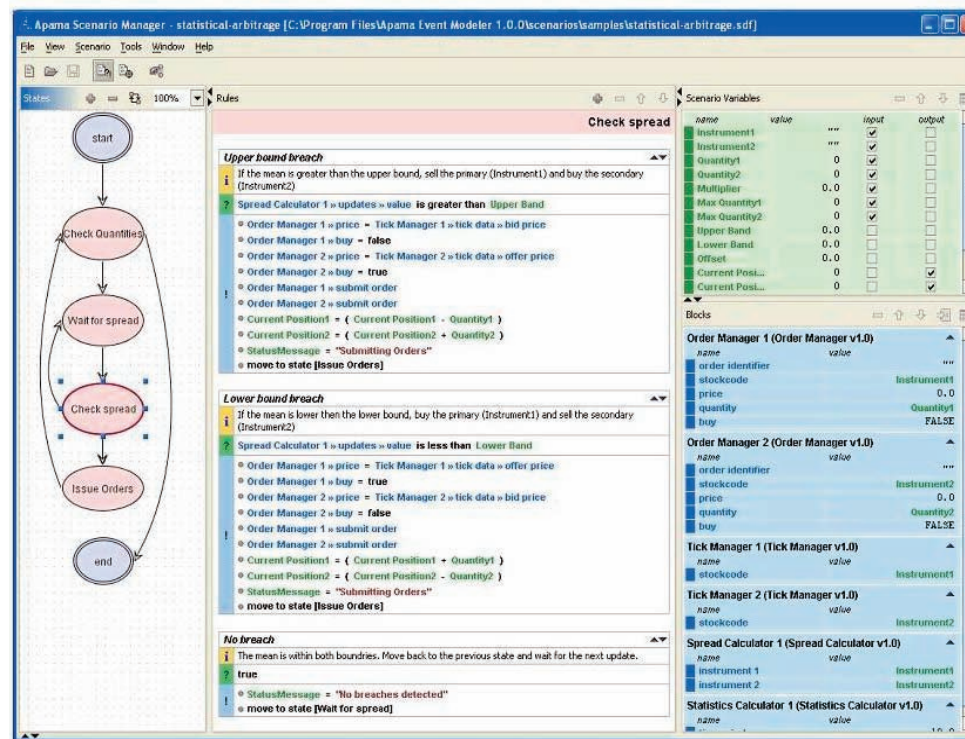 Apama Scenario Manager - statistical-arbitrage [C:\Program Files\Apama Event Modeler 1.0.0\scenarios\samples\statistical-arbitrage.sdf]
File View Scenario Tools Window Help
States 100%
start
Check Quantities
Wait for spread
Check spread
Issue Orders
end
Rules
Check spread
Upper bound breach
i If the mean is greater than the upper bound, sell the primary (Instrument1) and buy the secondary
(Instrument2)
? Spread Calculator 1 » updates » value is greater than Upper Band
Order Manager 1 » price = Tick Manager 1 » tick data » bid price
Order Manager 1 » buy = false
Order Manager 2 » price = Tick Manager 2 » tick data » offer price
Order Manager 2 » buy = true
! Order Manager 1 » submit order
Order Manager 2 » submit order
Current Position1 = ( Current Position1 - Quantity1 )
Current Position2 = ( Current Position2 + Quantity2 )
StatusMessage = "Submitting Orders"
move to state [Issue Orders]
Lower bound breach
i If the mean is lower then the lower bound, buy the primary (Instrument1) and sell the secondary
(Instrument2)
? Spread Calculator 1 » updates » value is less than Lower Band
Order Manager 1 » price = Tick Manager 1 » tick data » offer price
Order Manager 1 » buy = true
Order Manager 2 » price = Tick Manager 2 » tick data » bid price
Order Manager 2 » buy = false
! Order Manager 1 » submit order
Order Manager 2 » submit order
Current Position1 = ( Current Position1 + Quantity1 )
Current Position2 = ( Current Position2 - Quantity2 )
StatusMessage = "Submitting Orders"
move to state [Issue Orders]
No breach
i The mean is within both boundries. Move back to the previous state and wait for the next update.
? true
! StatusMessage = "No breaches detected"
move to state [Wait for spread]
Scenario Variables
name value input output
Instrument1 ""
Instrument2 ""
Quantity1 0
Quantity2 0
Multiplier 0.0
Max Quantity1 0
Max Quantity2 0
Upper Band 0.0
Lower Band 0.0
Offset 0.0
Current Posi... 0
Current Posi... 0
Blocks
Order Manager 1 (Order Manager v1.0)
name value
order identifier ""
stockcode Instrument1
price 0.0
quantity Quantity1
buy FALSE
Order Manager 2 (Order Manager v1.0)
name value
order identifier ""
stockcode Instrument2
price 0.0
quantity Quantity2
buy FALSE
Tick Manager 1 (Tick Manager v1.0)
name value
stockcode Instrument1
Tick Manager 2 (Tick Manager v1.0)
name value
stockcode Instrument2
Spread Calculator 1 (Spread Calculator v1.0)
name value
instrument 1 Instrument1
instrument 2 Instrument2
Statistics Calculator 1 (Statistics Calculator v1.0)
name value